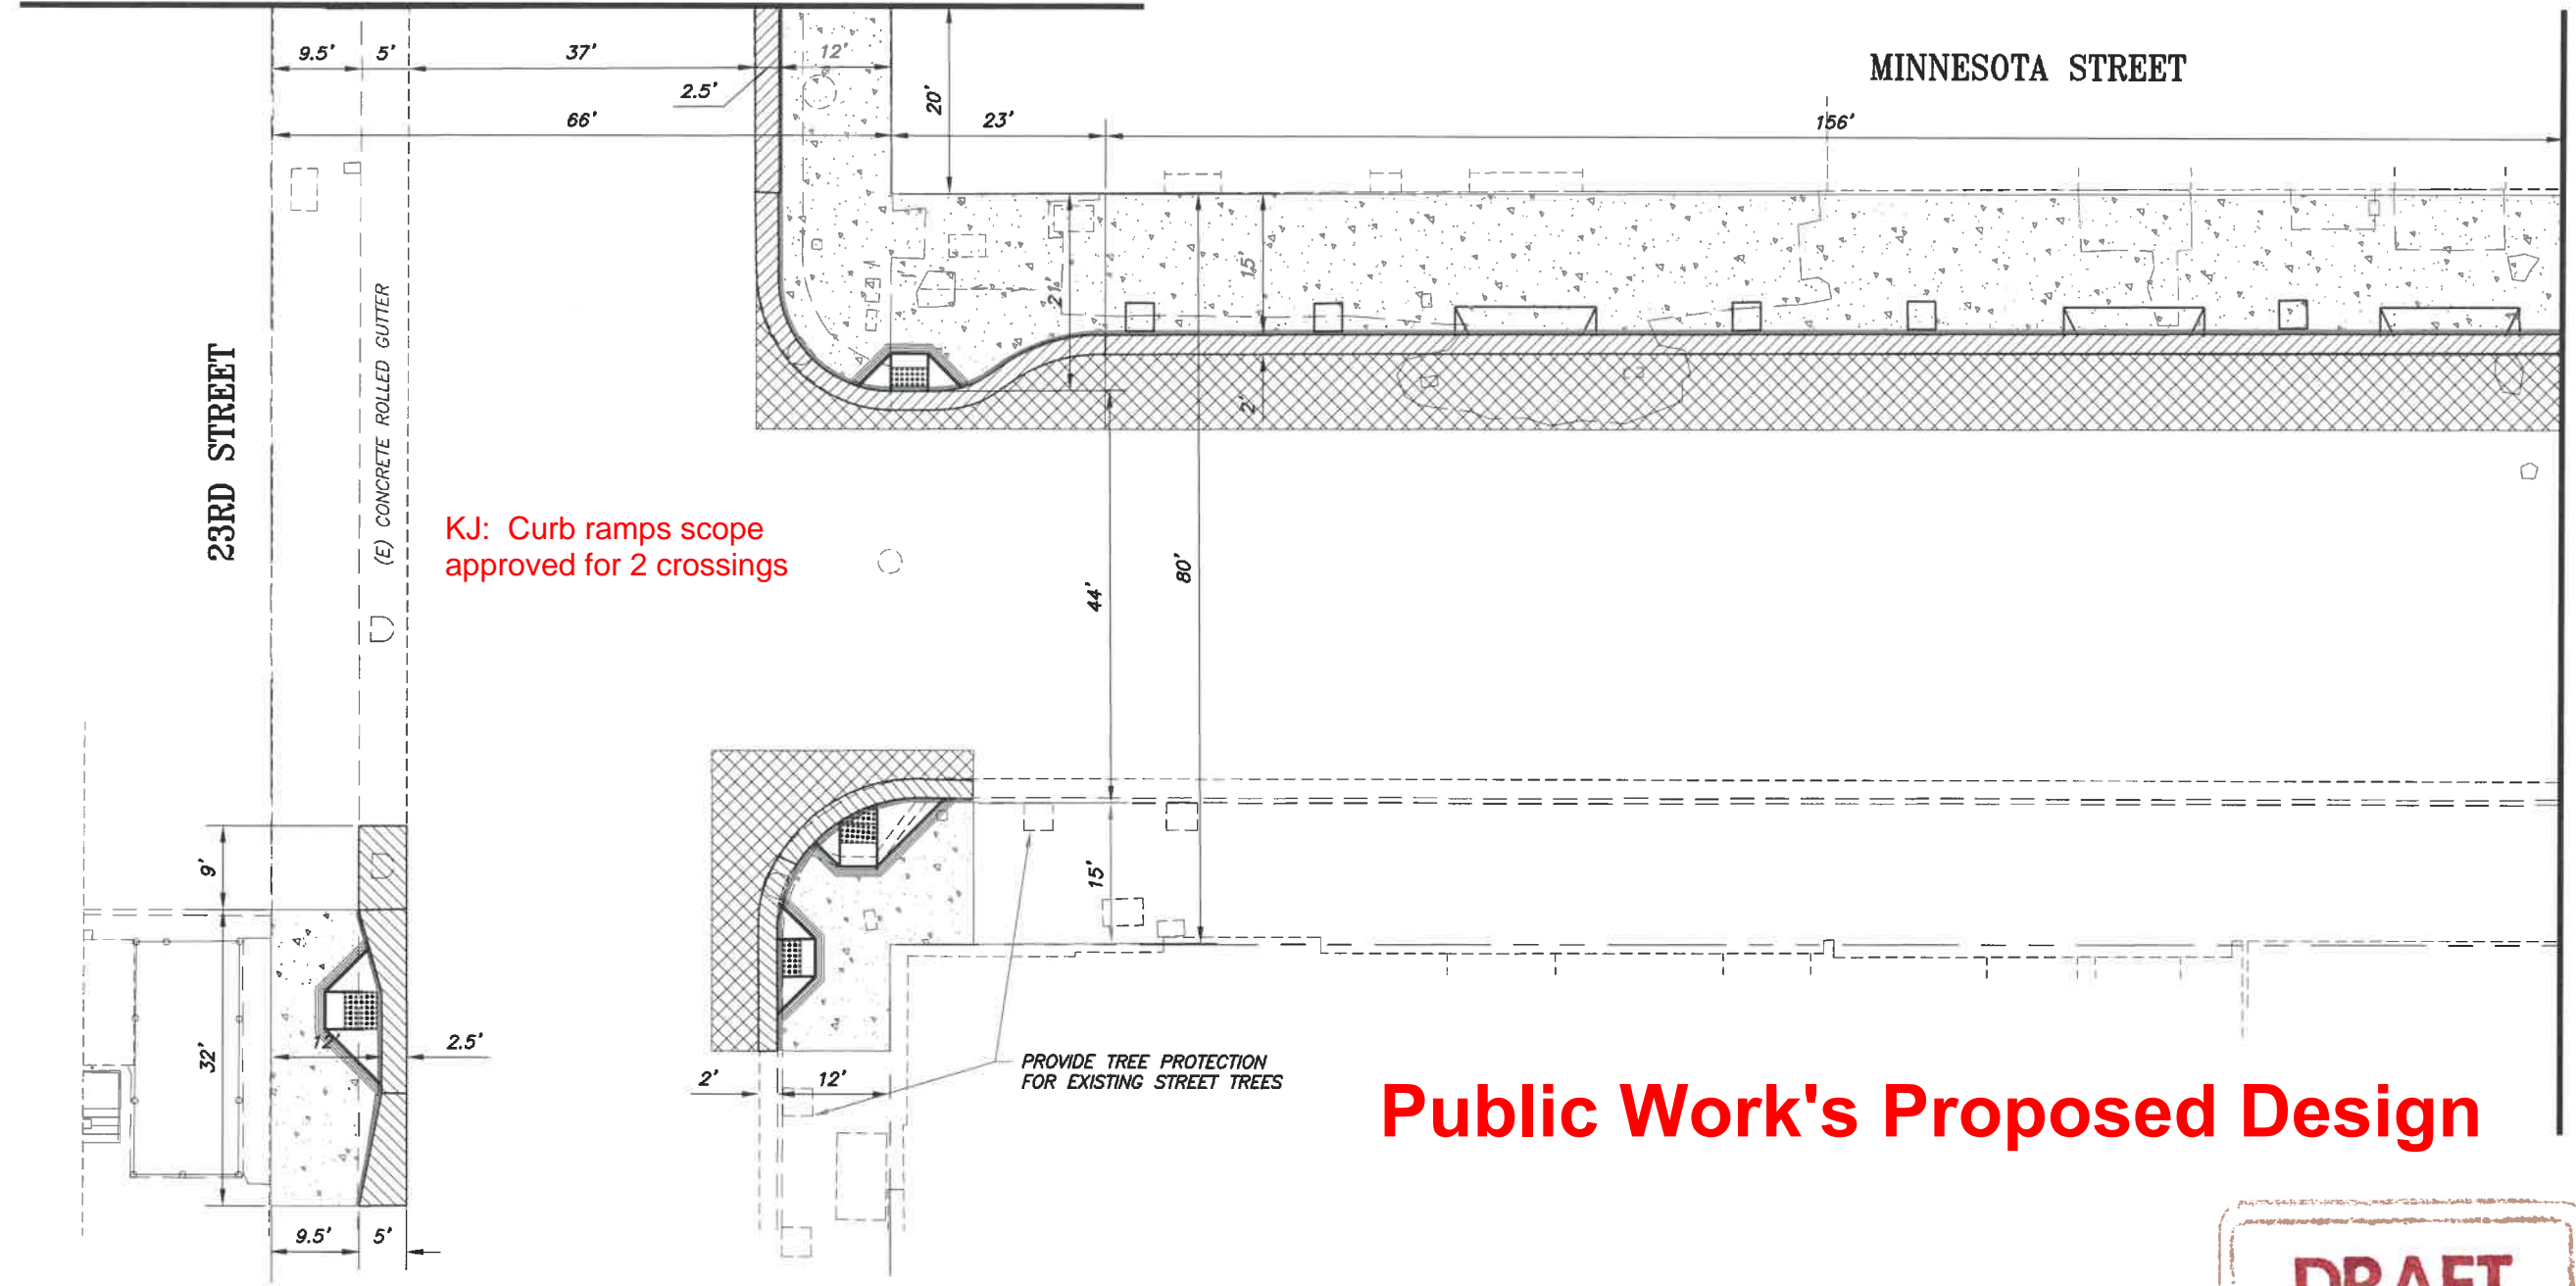 9.5'
5'
37'
12'
2.5'
66'
20'
23'
156'
MINNESOTA STREET
21'
15'
2'
23RD STREET
(E) CONCRETE ROLLED GUTTER
KJ: Curb ramps scope
approved for 2 crossings
44'
80'
9'
15'
32'
12'
2.5'
2'
12'
PROVIDE TREE PROTECTION
FOR EXISTING STREET TREES
Public Work's Proposed Design
9.5'
5'
DRAFT